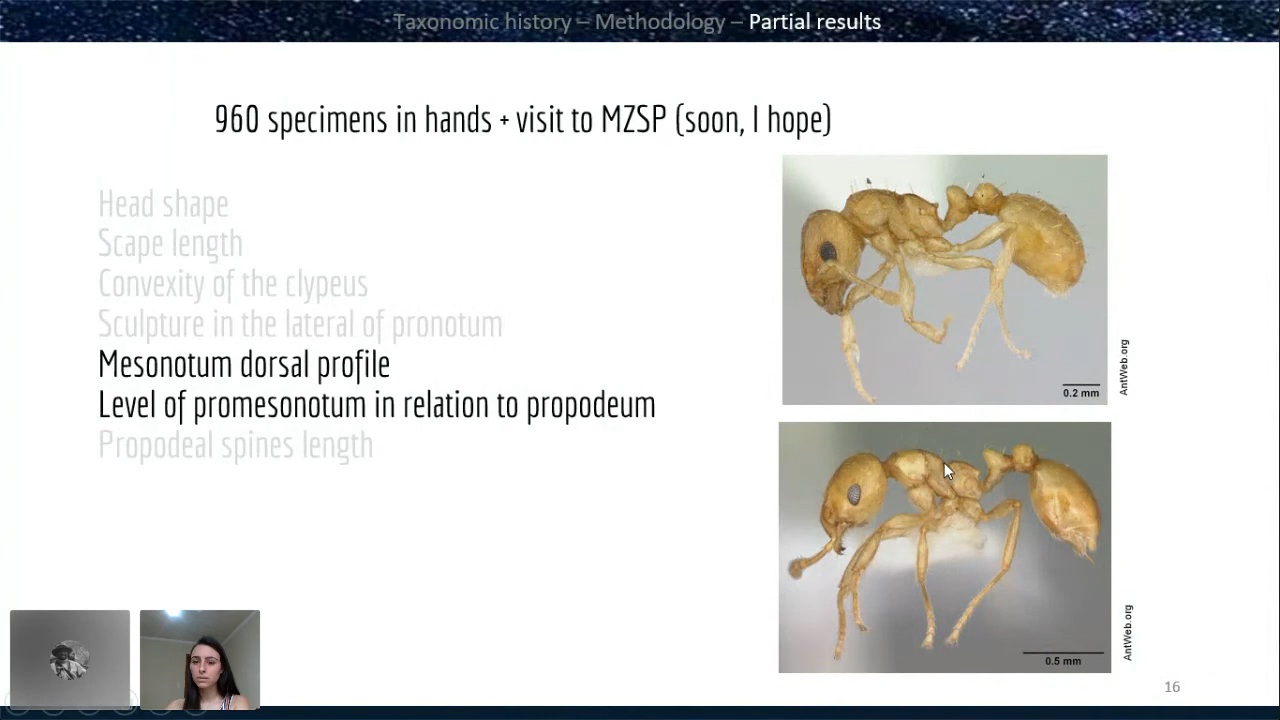 Taxonomic history – Methodology – Partial results
960 specimens in hands + visit to MZSP (soon, I hope)
Head shape
Scape length
Convexity of the clypeus
Sculpture in the lateral of pronotum
Mesonotum dorsal profile
Level of promesonotum in relation to propodeum
Propodeal spines length
0.2 mm
AntWeb.org
0.5 mm
AntWeb.org
16